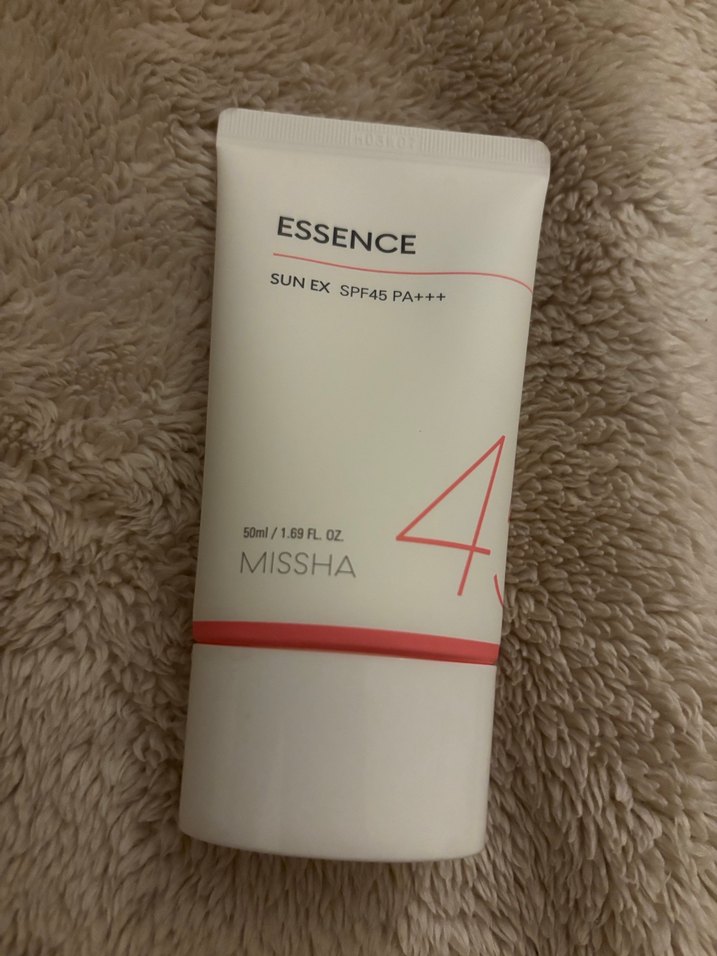 ESSENCE
SUN EX SPF45 PA+++
50ml / 1.69 FL. OZ.
MISSHA